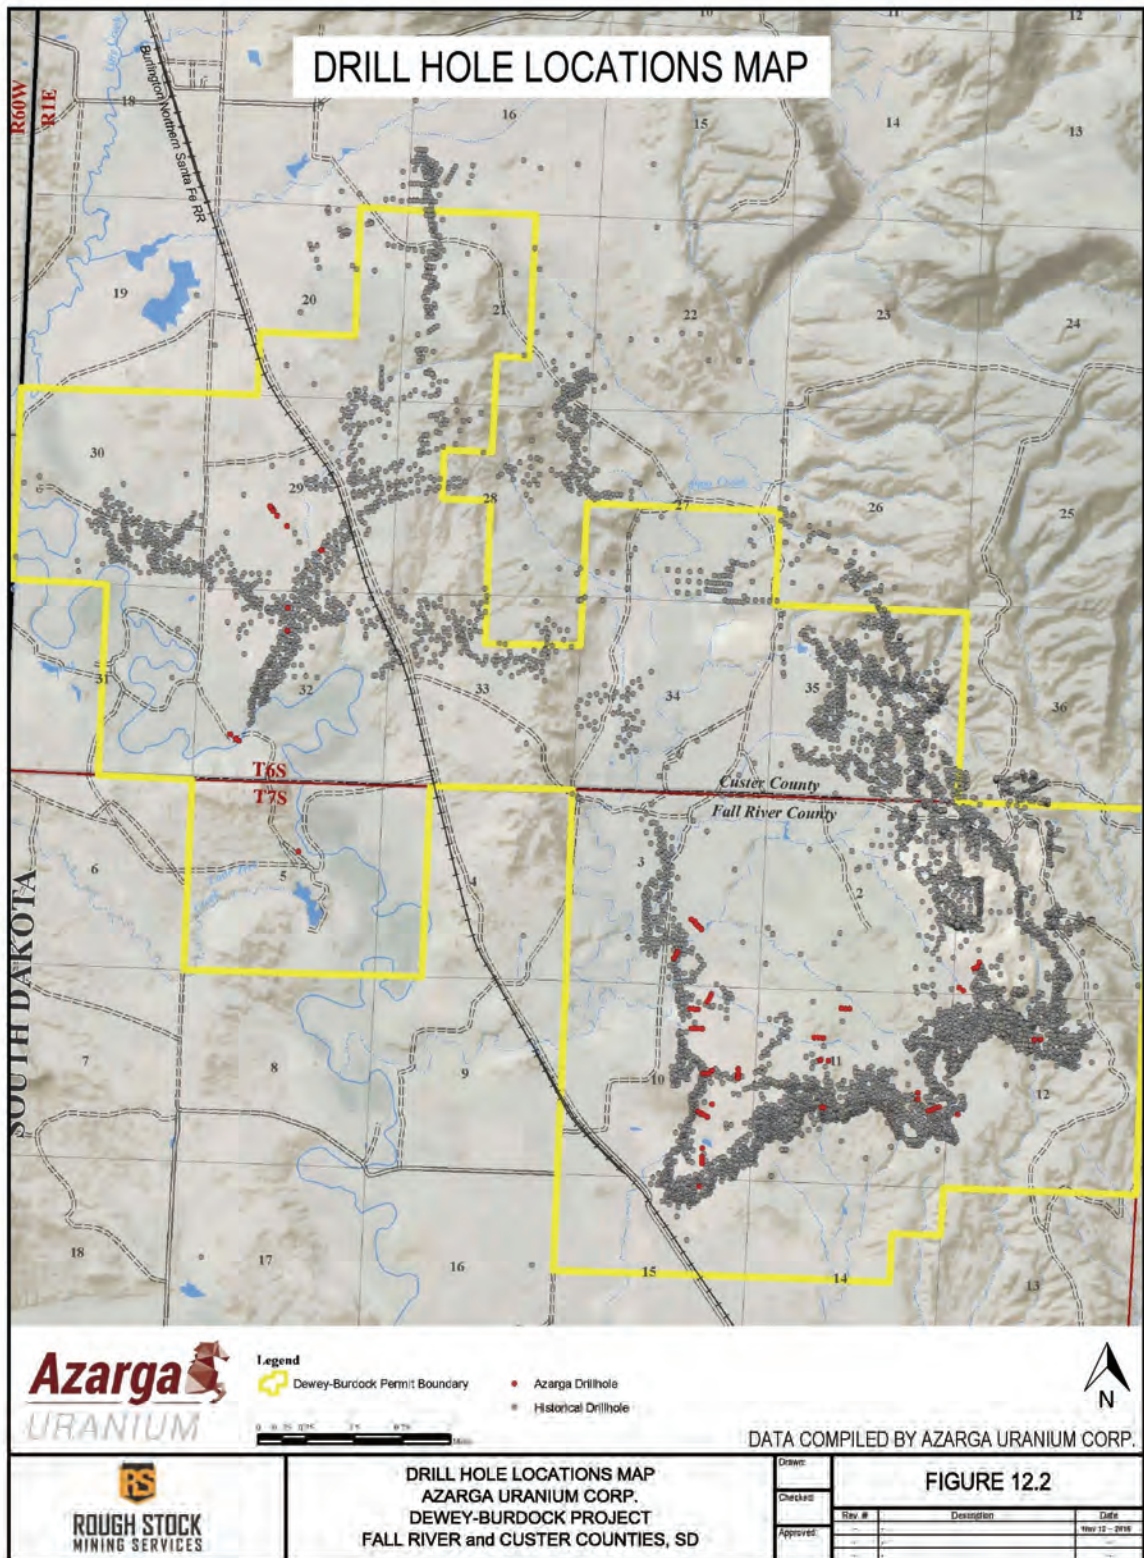 DRILL HOLE LOCATIONS MAP
10
11
12
R60W
R1E
18
Burlington Northern Santa Fe RR
16
15
14
13
19
20
21
22
23
24
30
29
28
27
26
25
31
32
33
34
35
36
T6S
T7S
Custer County
Fall River County
SOUTH DAKOTA
6
5
4
3
2
7
8
9
10
11
12
18
17
16
15
14
13
Azarga
URANIUM
Legend
Dewey-Burdock Permit Boundary
Azarga Drillhole
Historical Drillhole
N
DATA COMPILED BY AZARGA URANIUM CORP.
RS
ROUGH STOCK
MINING SERVICES
DRILL HOLE LOCATIONS MAP
AZARGA URANIUM CORP.
DEWEY-BURDOCK PROJECT
FALL RIVER and CUSTER COUNTIES, SD
Drawn:
Checked:
Approved:
FIGURE 12.2
Rev. # Description Date